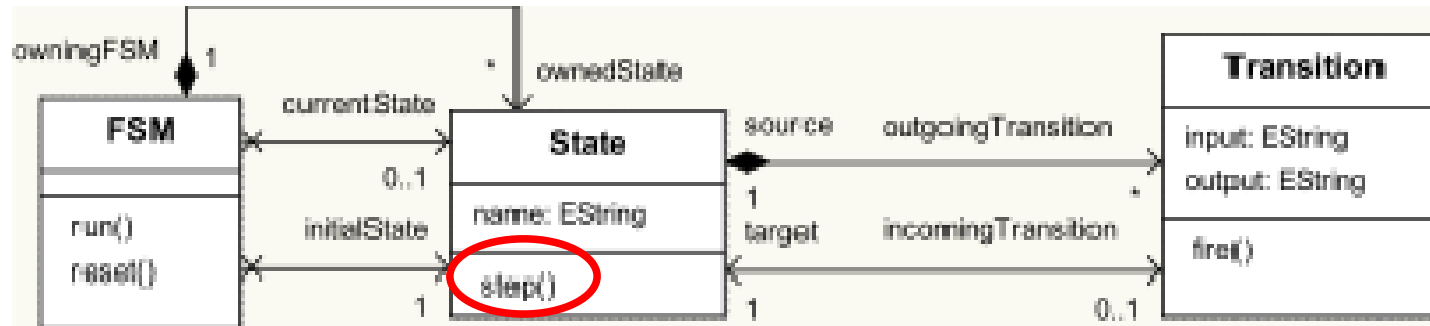 owningFSM
1
*
ownedState
FSM
run()
reset()
currentState
0..1
initialState
1
State
name: EString
step()
source
outgoingTransition
1
*
target
incomingTransition
1
0..1
Transition
input: EString
output: EString
fire()